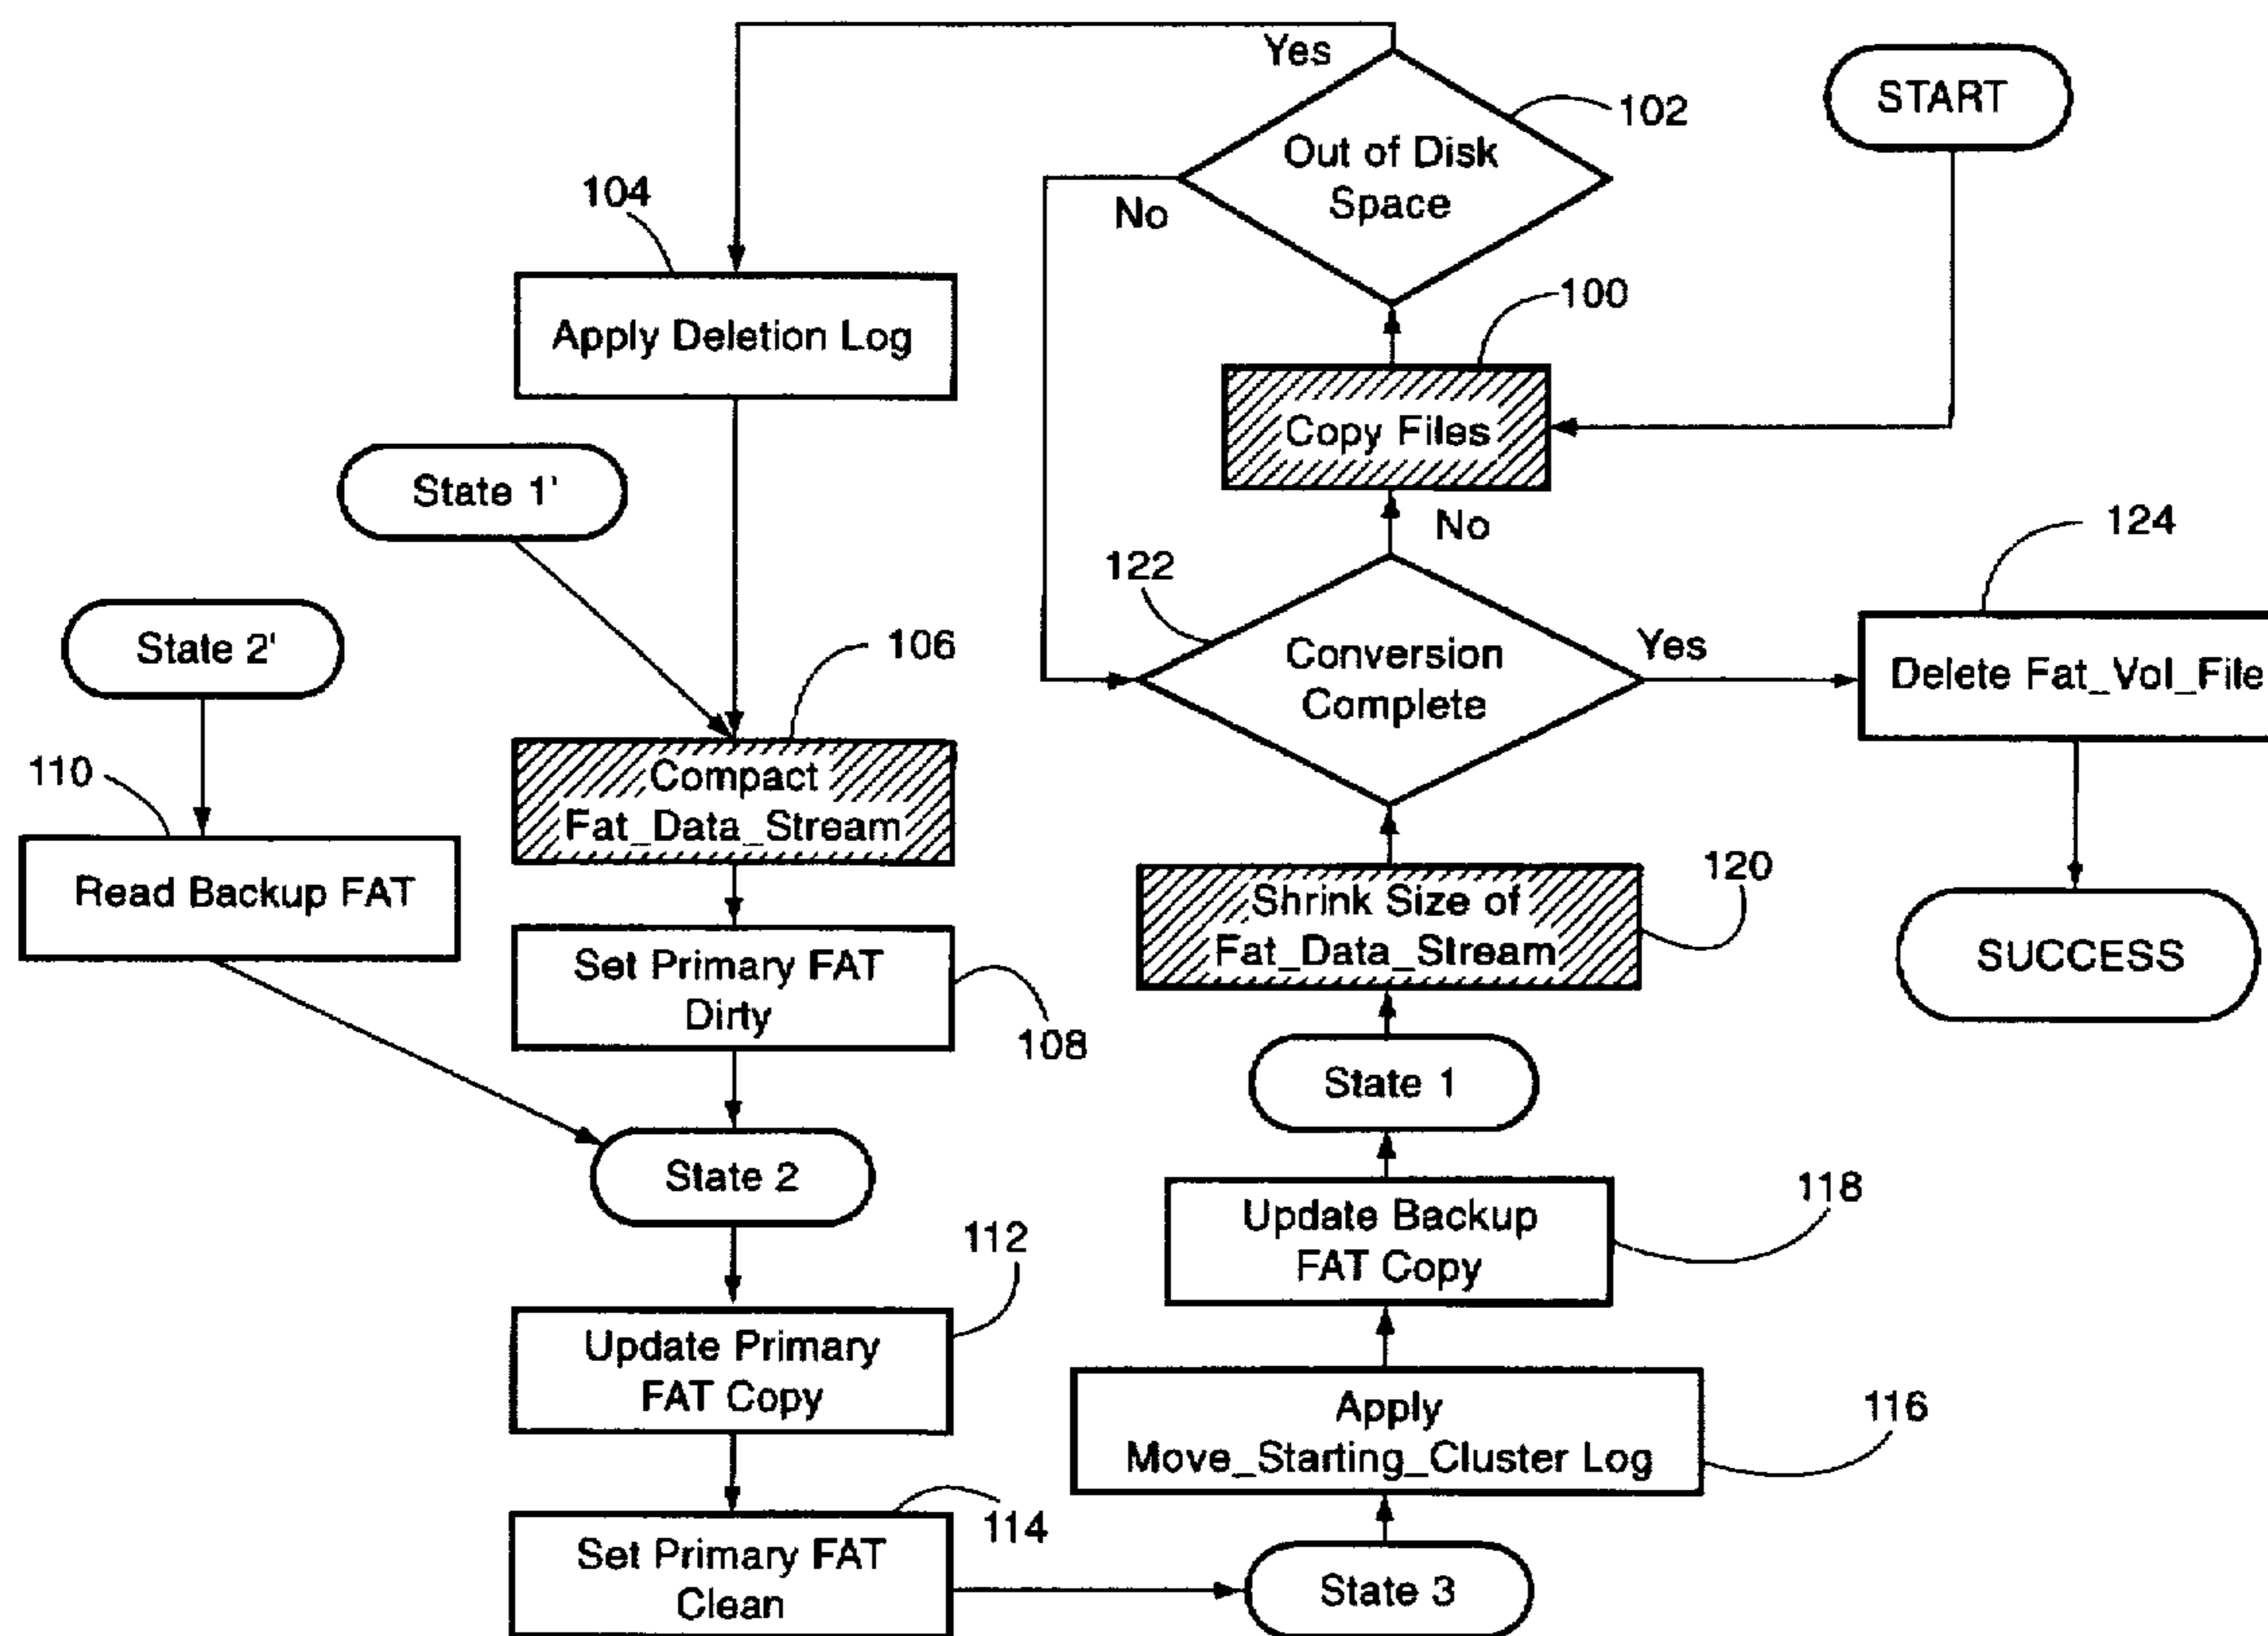 Yes
START
102
Out of Disk
Space
104
No
100
Apply Deletion Log
Copy Files
State 1'
No
124
122
State 2'
106
Conversion
Complete
Yes
Delete Fat_Vol_File
110
Compact
Fat_Data_Stream
120
Read Backup FAT
Shrink Size of
Fat_Data_Stream
SUCCESS
Set Primary FAT
Dirty
108
State 1
State 2
118
Update Backup
FAT Copy
112
Update Primary
FAT Copy
116
Apply
Move_Starting_Cluster Log
114
Set Primary FAT
Clean
State 3